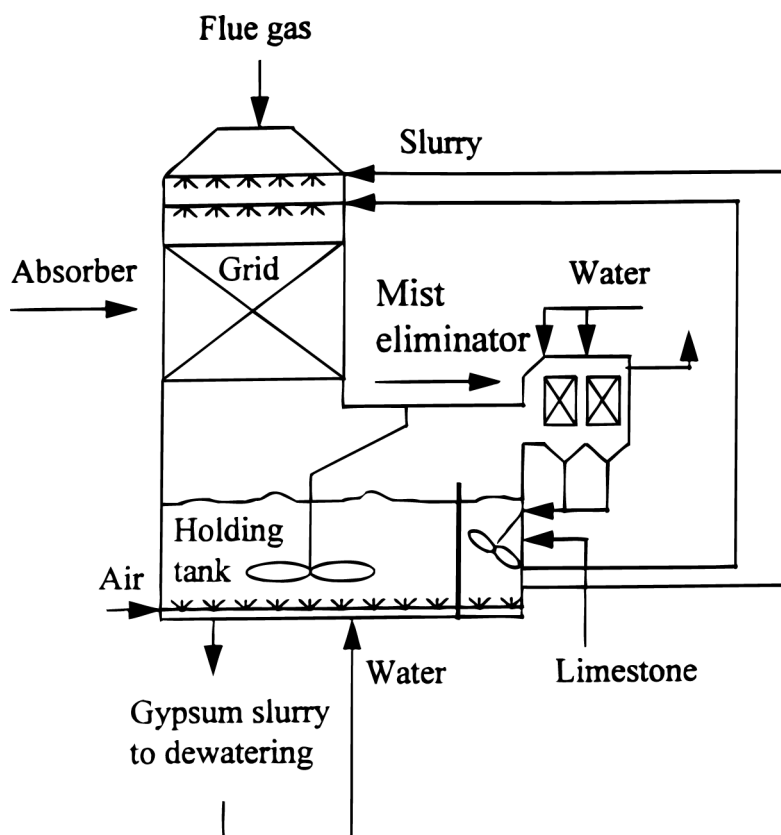 Flue gas
Slurry
Absorber
Grid
Water
Mist
eliminator
Holding
tank
Air
Water
Limestone
Gypsum slurry
to dewatering